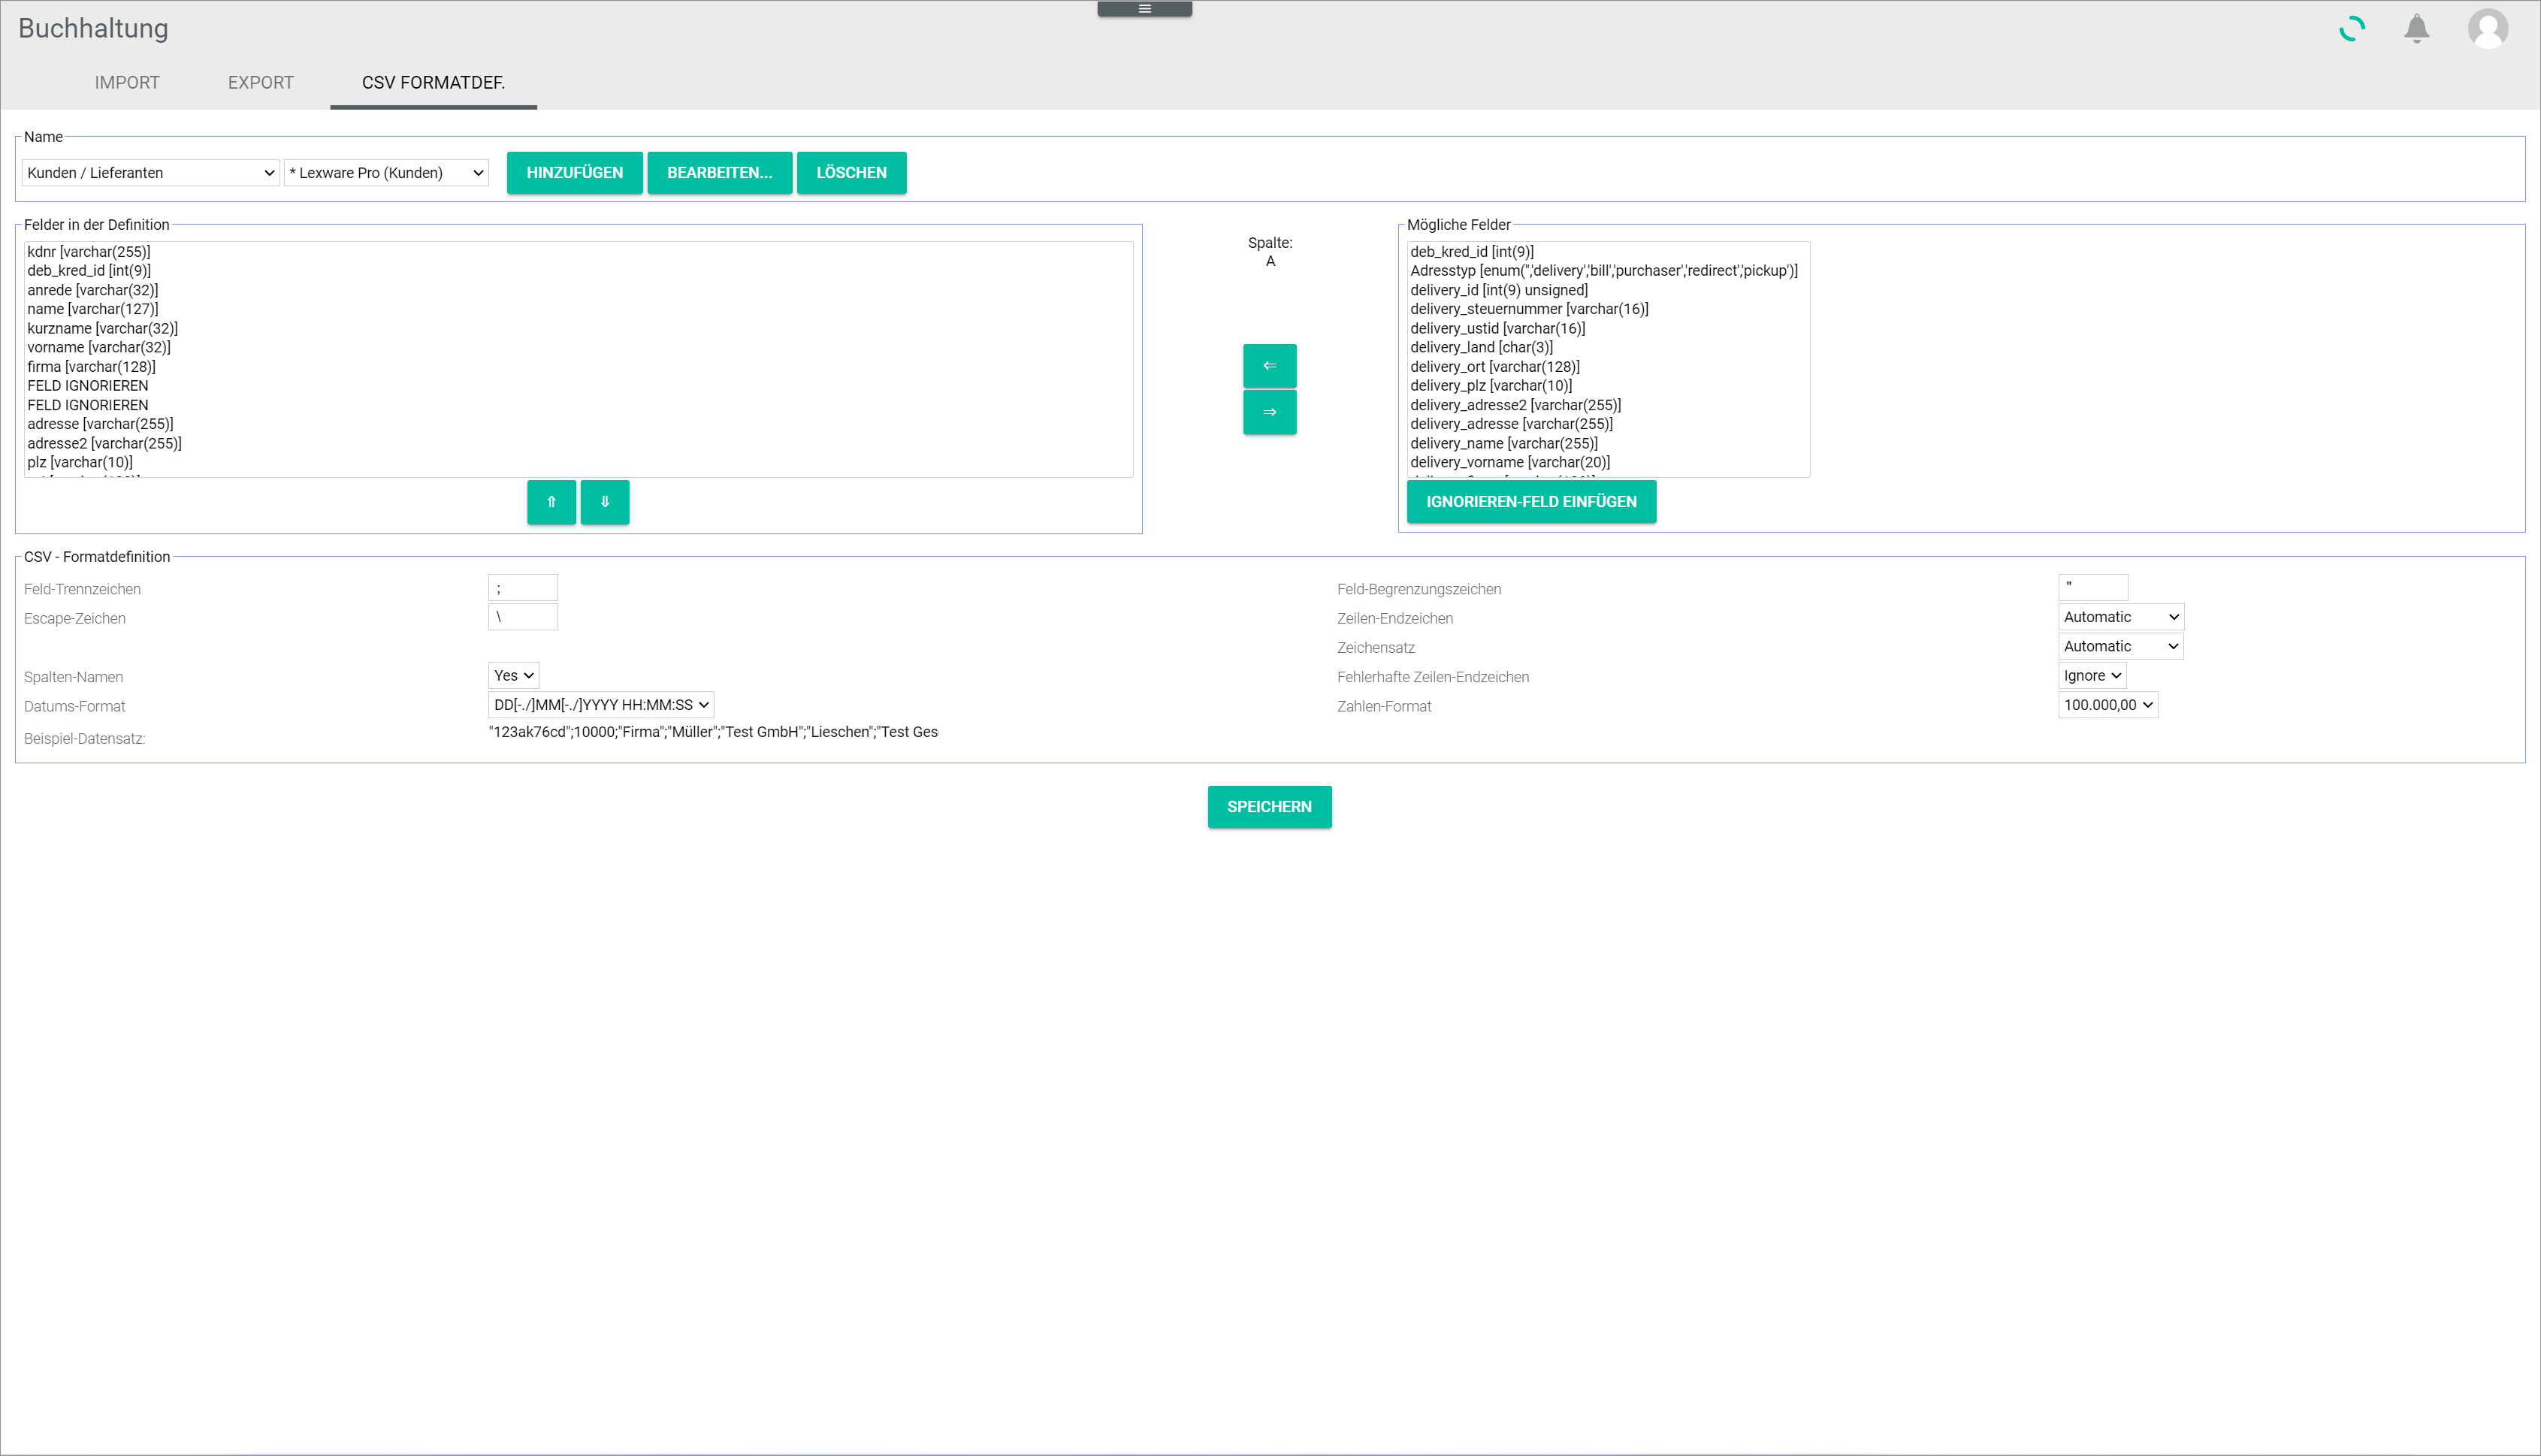 Buchhaltung
IMPORT EXPORT CSV FORMATDEF.
Name
Kunden / Lieferanten * Lexware Pro (Kunden) HINZUFÜGEN BEARBEITEN... LÖSCHEN
Felder in der Definition
kdnr [varchar(255)]
deb_kred_id [int(9)]
anrede [varchar(32)]
name [varchar(127)]
kurzname [varchar(32)]
vorname [varchar(32)]
firma [varchar(128)]
FELD IGNORIEREN
FELD IGNORIEREN
adresse [varchar(255)]
adresse2 [varchar(255)]
plz [varchar(10)]
⇑ ⇓
Spalte:
A
⇐
⇒
Mögliche Felder
deb_kred_id [int(9)]
Adresstyp [enum('','delivery','bill','purchaser','redirect','pickup')]
delivery_id [int(9) unsigned]
delivery_steuernummer [varchar(16)]
delivery_ustid [varchar(16)]
delivery_land [char(3)]
delivery_ort [varchar(128)]
delivery_plz [varchar(10)]
delivery_adresse2 [varchar(255)]
delivery_adresse [varchar(255)]
delivery_name [varchar(255)]
delivery_vorname [varchar(20)]
IGNORIEREN-FELD EINFÜGEN
CSV - Formatdefinition
Feld-Trennzeichen ; Feld-Begrenzungszeichen "
Escape-Zeichen \ Zeilen-Endzeichen Automatic
Zeichensatz Automatic
Spalten-Namen Yes Fehlerhafte Zeilen-Endzeichen Ignore
Datums-Format DD[-./]MM[-./]YYYY HH:MM:SS Zahlen-Format 100.000,00
Beispiel-Datensatz: "123ak76cd";10000;"Firma";"Müller";"Test GmbH";"Lieschen";"Test Ges
SPEICHERN